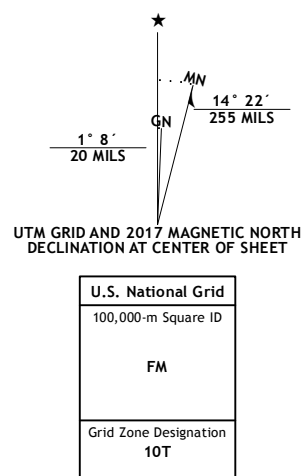 ★
MN
GN
14° 22´
255 MILS
1° 8´
20 MILS
UTM GRID AND 2017 MAGNETIC NORTH
DECLINATION AT CENTER OF SHEET
U.S. National Grid
100,000-m Square ID
FM
Grid Zone Designation
10T